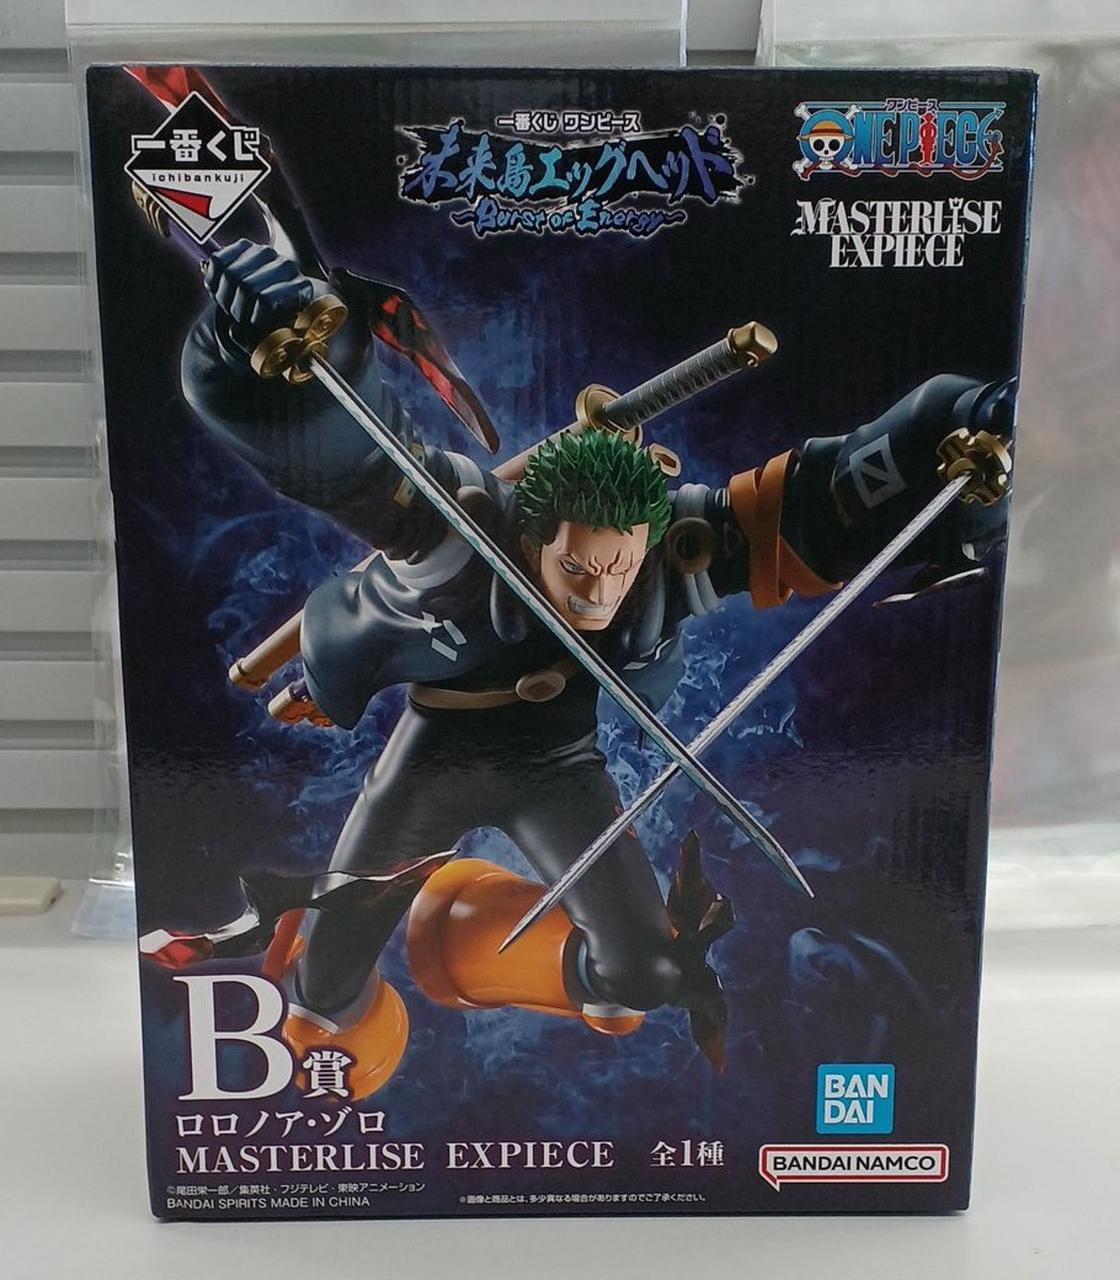 一番くじ
ichibankuji
一番くじ ワンピース
未来島エッグヘッド
~Burst of Energy~
ワンピース
ONE PIECE
MASTERLISE
EXPIECE
B賞
ロロノア・ゾロ
MASTERLISE EXPIECE 全1種
©尾田栄一郎/集英社・フジテレビ・東映アニメーション
BANDAI SPIRITS MADE IN CHINA
※画像と商品とは、多少異なる場合がありますのでご了承ください。
BAN
DAI
BANDAI NAMCO